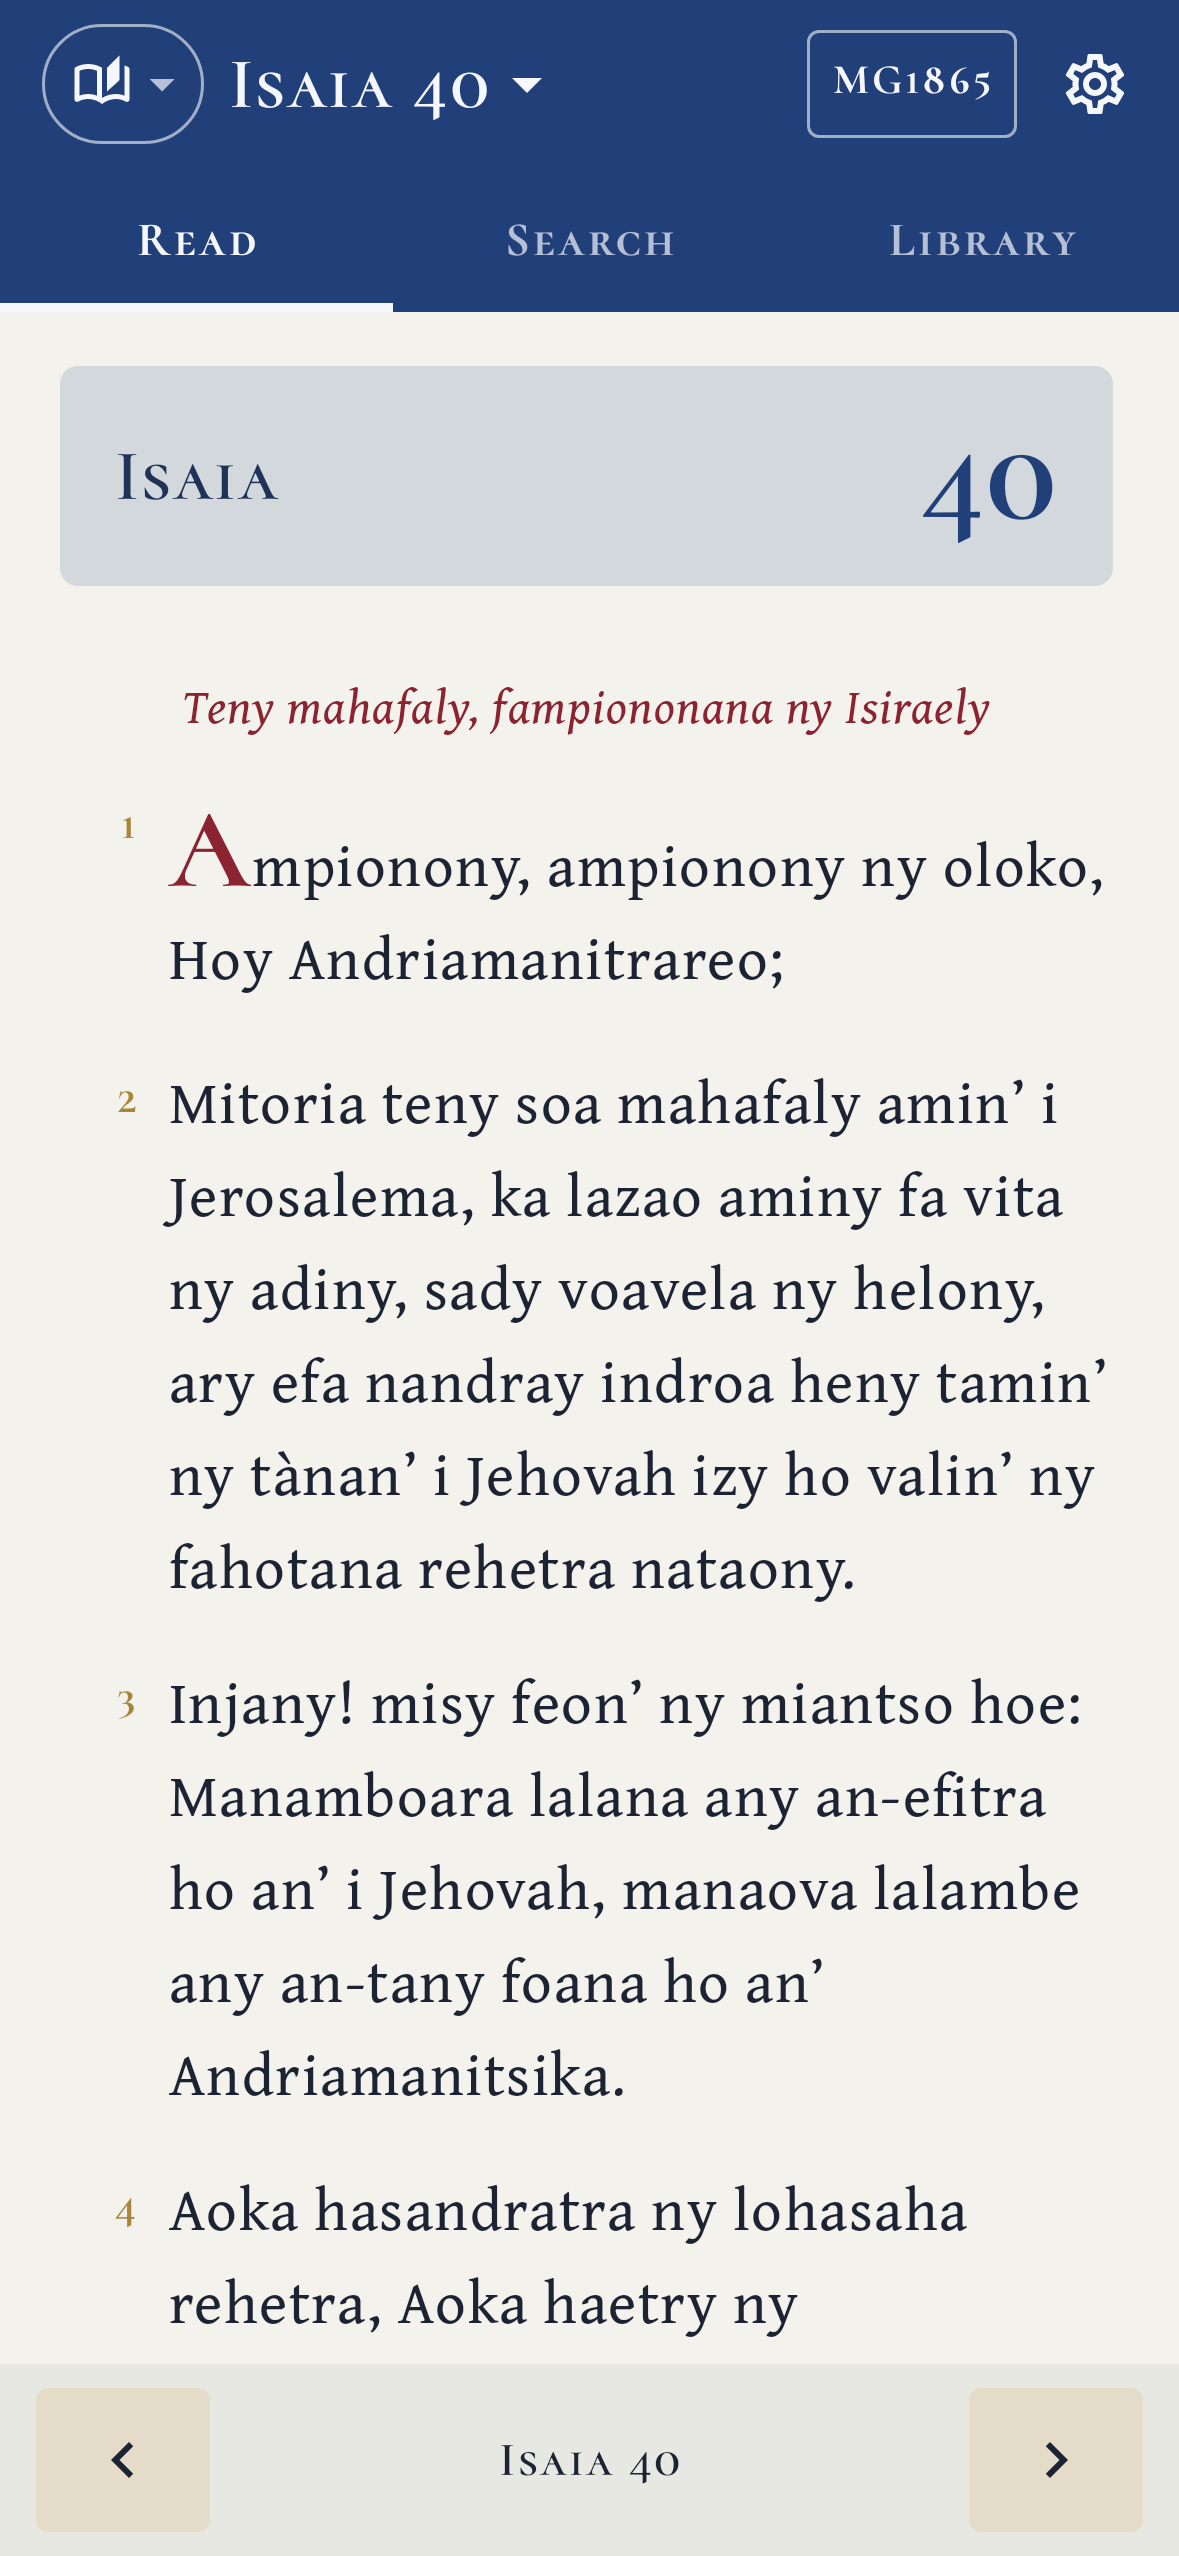 Isaia 40
MG1865
Read
Search
Library
Isaia
40
Teny mahafaly, fampiononana ny Isiraely
1 Ampionony, ampionony ny oloko,
Hoy Andriamanitrareo;
2 Mitoria teny soa mahafaly amin’ i
Jerosalema, ka lazao aminy fa vita
ny adiny, sady voavela ny helony,
ary efa nandray indroa heny tamin’
ny tànan’ i Jehovah izy ho valin’ ny
fahotana rehetra nataony.
3 Injany! misy feon’ ny miantso hoe:
Manamboara lalana any an-efitra
ho an’ i Jehovah, manaova lalambe
any an-tany foana ho an’
Andriamanitsika.
4 Aoka hasandratra ny lohasaha
rehetra, Aoka haetry ny
Isaia 40